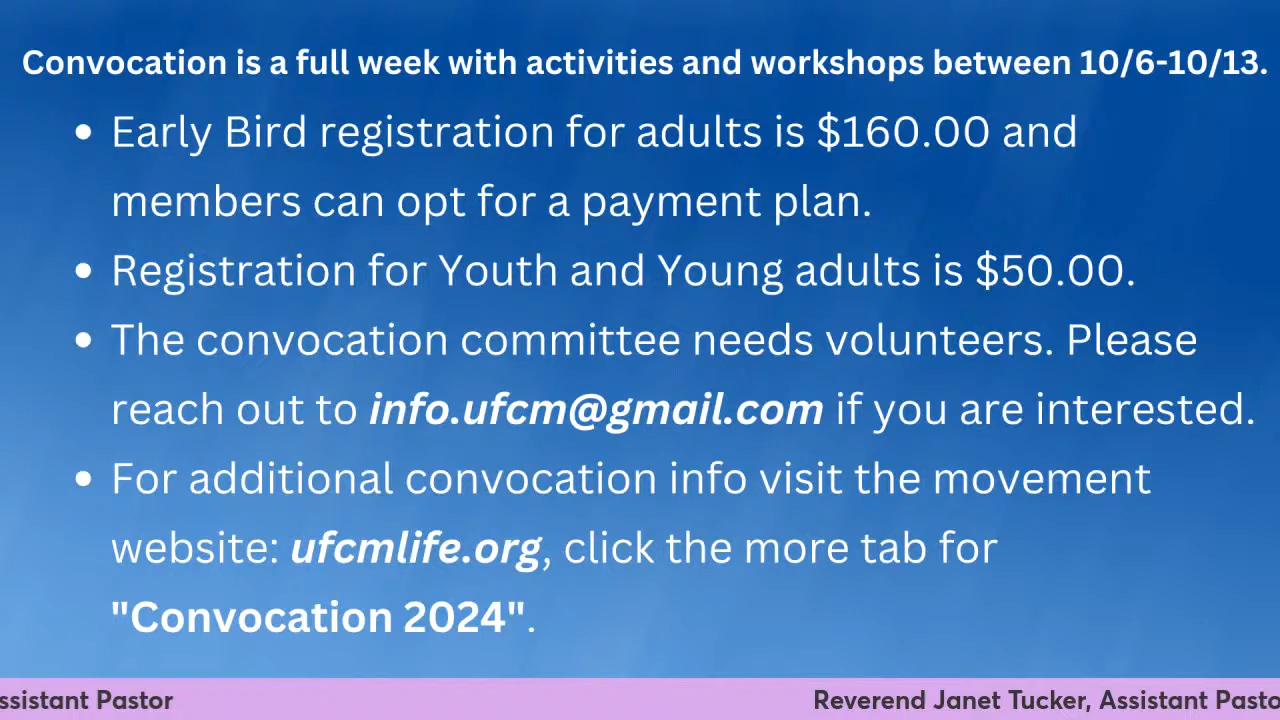 Convocation is a full week with activities and workshops between 10/6-10/13.
• Early Bird registration for adults is $160.00 and
members can opt for a payment plan.
• Registration for Youth and Young adults is $50.00.
• The convocation committee needs volunteers. Please
reach out to info.ufcm@gmail.com if you are interested.
• For additional convocation info visit the movement
website: ufcmlife.org, click the more tab for
"Convocation 2024".
ssistant Pastor Reverend Janet Tucker, Assistant Pasto